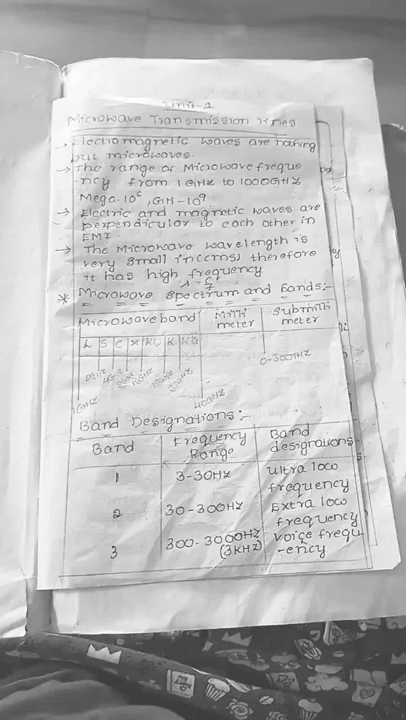 Unit-1
Microwave Transmission lines
→ Electromagnetic waves are nothing
but microwaves.
→ The range of Microwave freque
-ncy from 1GHz to 1000GHz
Mega-10⁶, GH-10⁹
→ Electric and magnetic waves are
perpendicular to each other in
EMI.
→ The Microwave wavelength is
very small in(cms) therefore
it has high frequency
λ = c/f
* Microwave spectrum and bands:-
Microwave band Milli meter Submilli meter
L S C X KU K
1GHZ 40GHZ
0-300THZ
Band Designations:-
Band Frequency Range Band designations
1 3-30HZ Ultra low
frequency
2 30-300HZ Extra low
frequency
3 300-3000HZ Voice frequ
(3KHZ) -ency